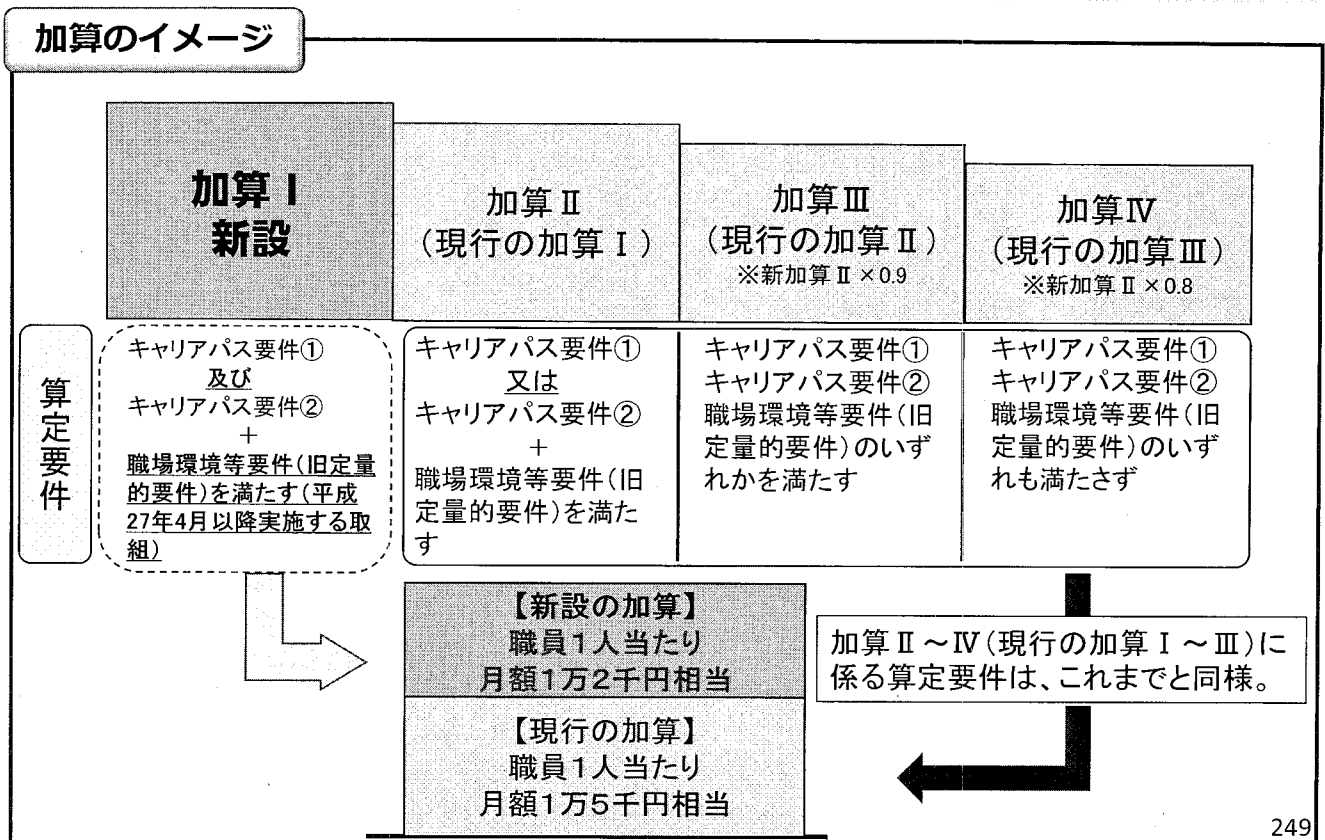 加算のイメージ
加算Ⅰ
新設
加算Ⅱ
（現行の加算Ⅰ）
加算Ⅲ
（現行の加算Ⅱ）
※新加算Ⅱ×0.9
加算Ⅳ
（現行の加算Ⅲ）
※新加算Ⅱ×0.8
算定要件
キャリアパス要件①
及び
キャリアパス要件②
＋
職場環境等要件(旧定量
的要件)を満たす(平成
27年4月以降実施する取
組)
キャリアパス要件①
又は
キャリアパス要件②
＋
職場環境等要件(旧
定量的要件)を満た
す
キャリアパス要件①
キャリアパス要件②
職場環境等要件(旧
定量的要件)のいず
れかを満たす
キャリアパス要件①
キャリアパス要件②
職場環境等要件(旧
定量的要件)のいず
れも満たさず
【新設の加算】
職員1人当たり
月額1万2千円相当
加算Ⅱ～Ⅳ(現行の加算Ⅰ～Ⅲ)に
係る算定要件は、これまでと同様。
【現行の加算】
職員1人当たり
月額1万5千円相当
249